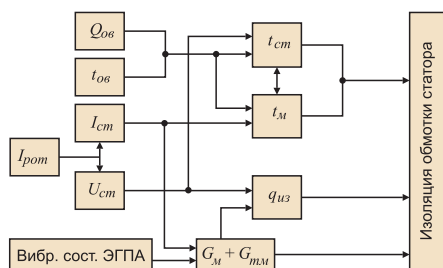 Qов
tов
Iст
Iрот
Uст
Вибр. сост. ЭГПА
tст
tм
qиз
Gм + Gтм
Изоляция обмотки статора